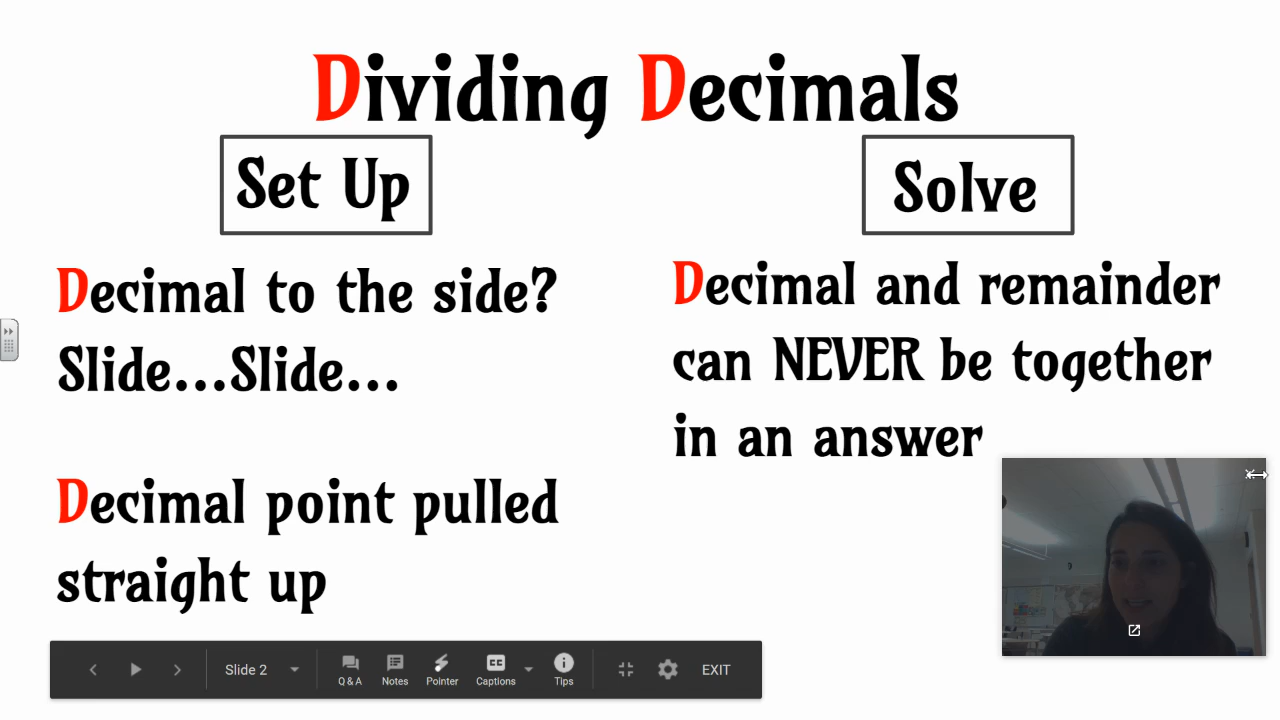 Dividing Decimals
Set Up
Decimal to the side?
Slide...Slide...
Decimal point pulled
straight up
Solve
Decimal and remainder
can NEVER be together
in an answer
Slide 2
Q & A
Notes
Pointer
CC
Captions
Tips
EXIT